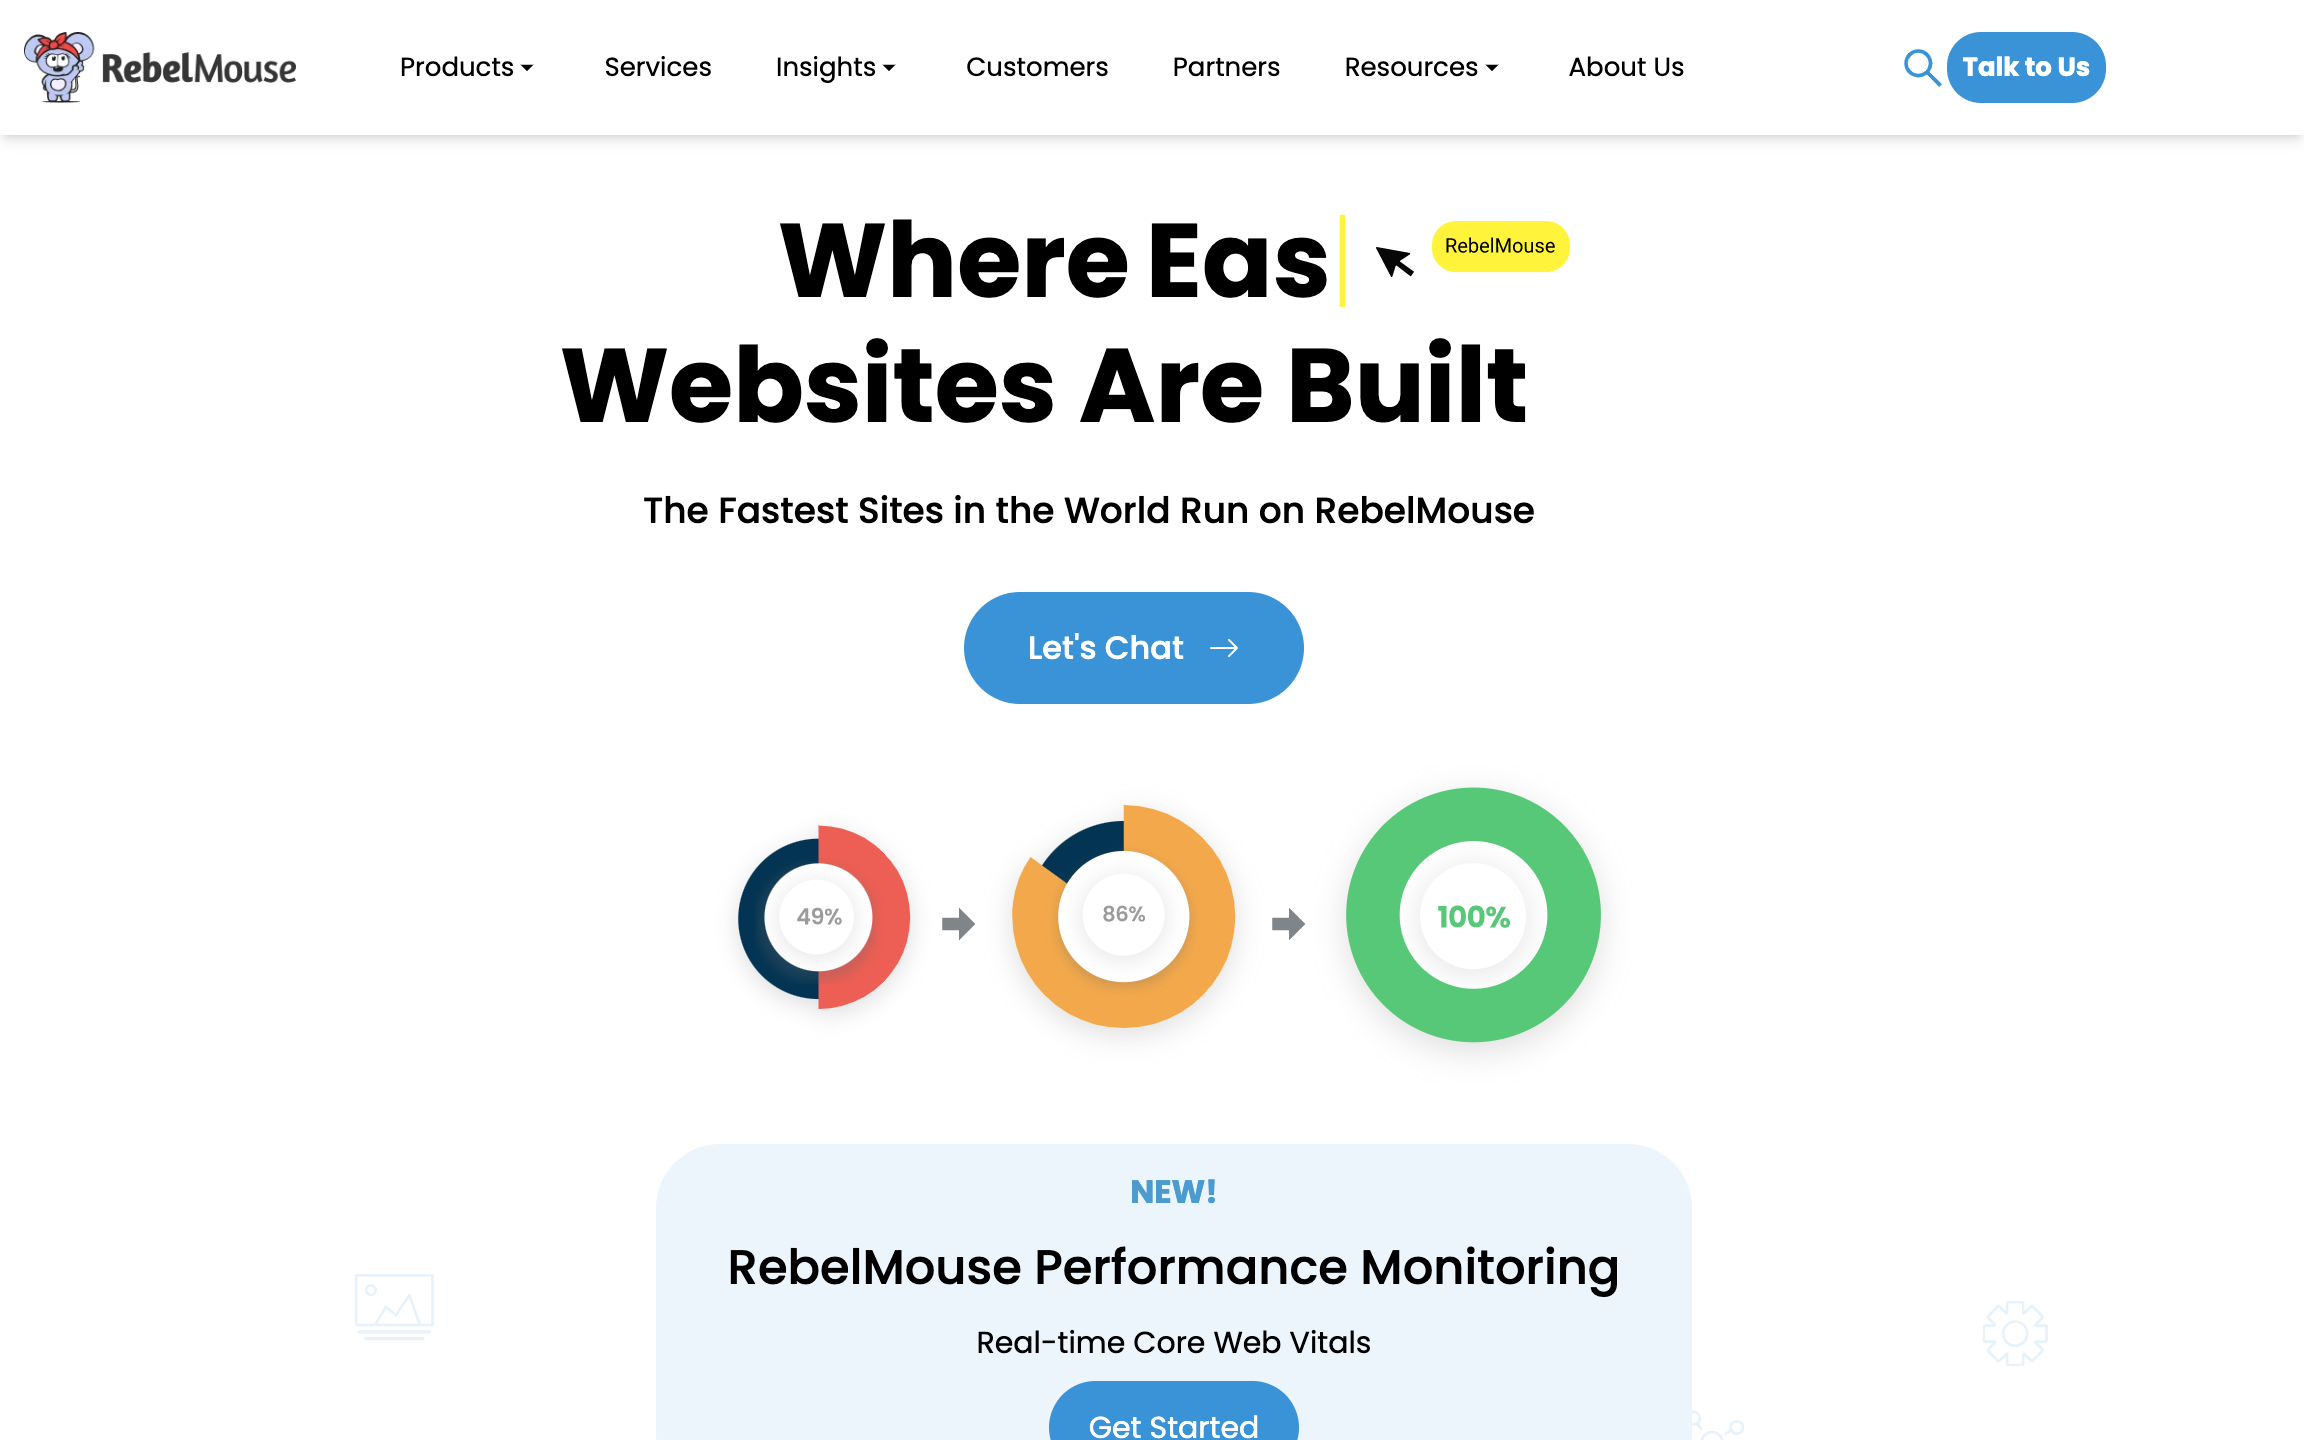 RebelMouse
Products Services Insights Customers Partners Resources About Us
Talk to Us
Where Eas
RebelMouse
Websites Are Built
The Fastest Sites in the World Run on RebelMouse
Let's Chat
49% 86% 100%
NEW!
RebelMouse Performance Monitoring
Real-time Core Web Vitals
Get Started